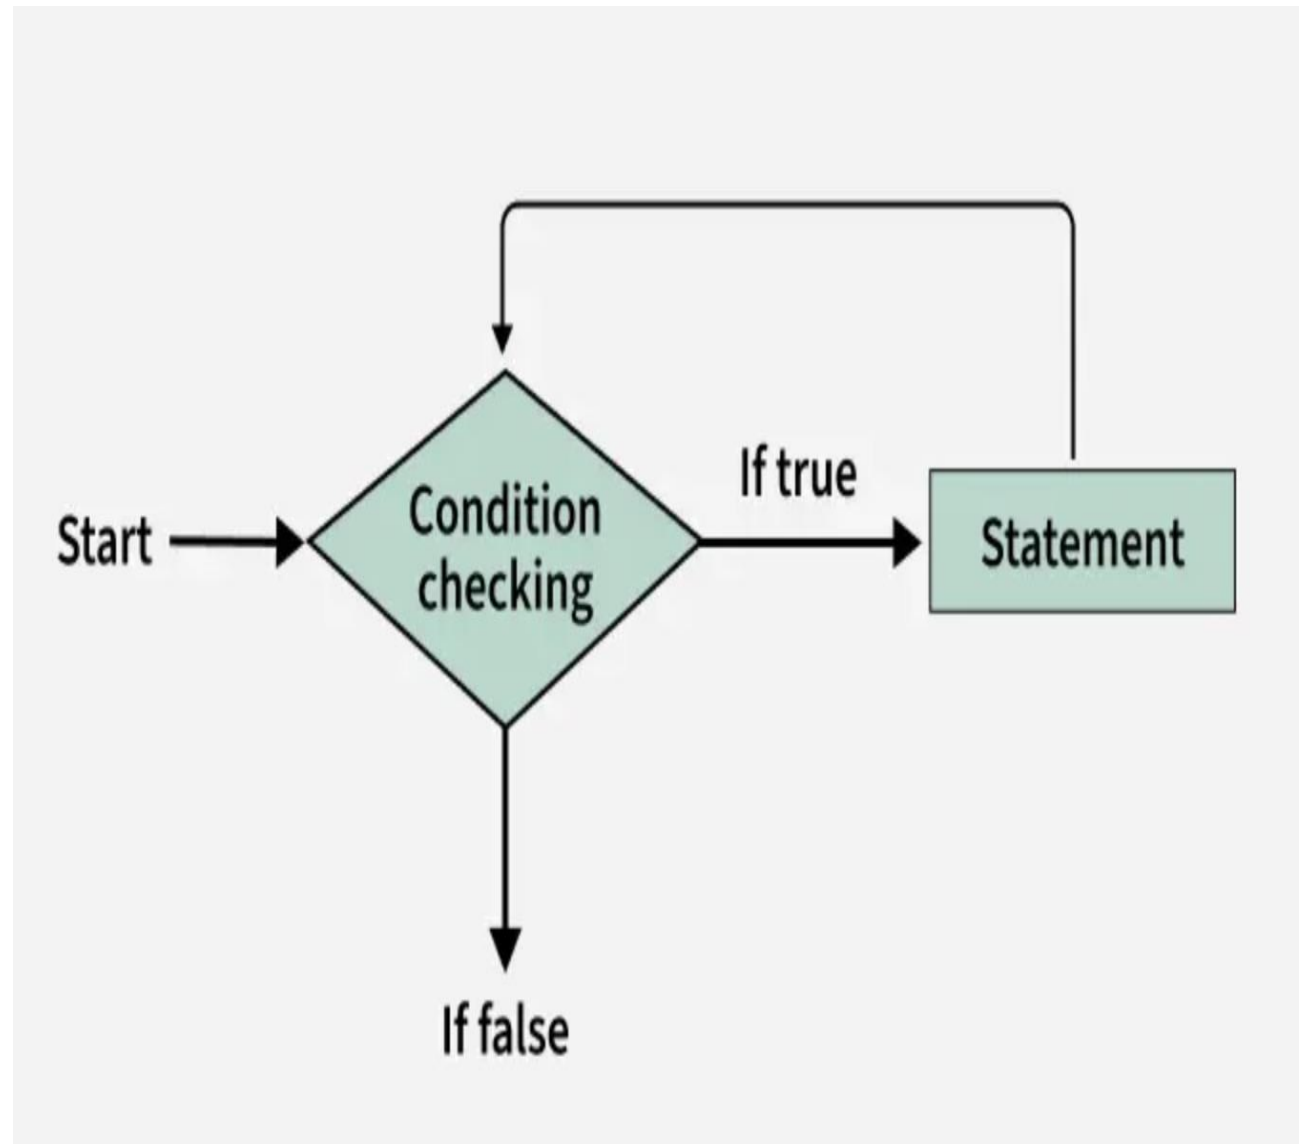 If true
Start
Condition
checking
Statement
If false